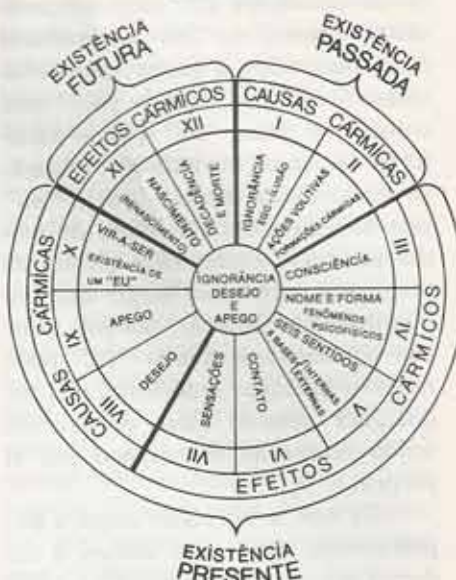 EXISTÊNCIA
FUTURA
EXISTÊNCIA
PASSADA
EFEITOS CÁRMICOS
CAUSAS CÁRMICAS
I
IGNORÂNCIA
EGO - ILUSÃO
II
AÇÕES VOLITIVAS
FORMAÇÕES CÁRMICAS
III
CONSCIÊNCIA
IV
NOME E FORMA
FENÔMENOS
PSICOFÍSICOS
V
SEIS SENTIDOS
E BASES INTERNAS
EXTERNAS
VI
CONTATO
VII
SENSAÇÕES
EFEITOS CÁRMICOS
VIII
DESEJO
IX
APEGO
X
VIR-A-SER
EXISTÊNCIA DE
UM "EU"
CAUSAS CÁRMICAS
XI
NASCIMENTO
(RENASCIMENTO)
XII
DECADÊNCIA
E MORTE
IGNORÂNCIA
DESEJO
E
APEGO
EXISTÊNCIA
PRESENTE